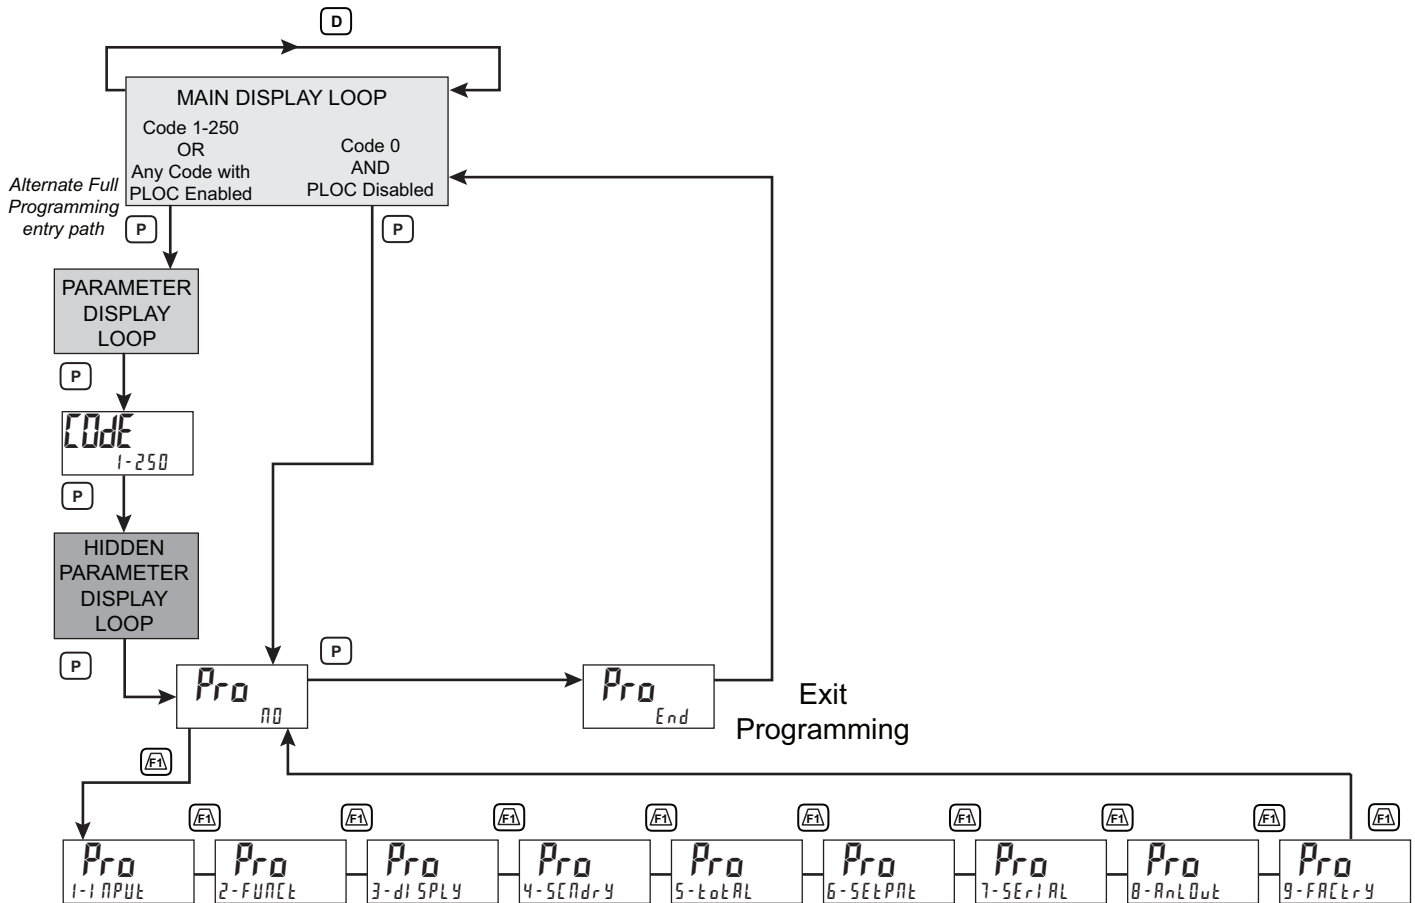 D
MAIN DISPLAY LOOP
Code 1-250
OR
Any Code with
PLOC Enabled
Code 0
AND
PLOC Disabled
Alternate Full
Programming
entry path
P
P
PARAMETER
DISPLAY
LOOP
P
COdE
1-250
P
HIDDEN
PARAMETER
DISPLAY
LOOP
P
Pro
NO
P
Pro
End
Exit
Programming
F1
F1
F1
F1
F1
F1
F1
F1
F1
F1
Pro
1-INPUt
Pro
2-FUNCt
Pro
3-dISPLY
Pro
4-SCNdrY
Pro
5-totAL
Pro
6-SEtPNt
Pro
7-SErIAL
Pro
8-AnLOut
Pro
9-FACtrY